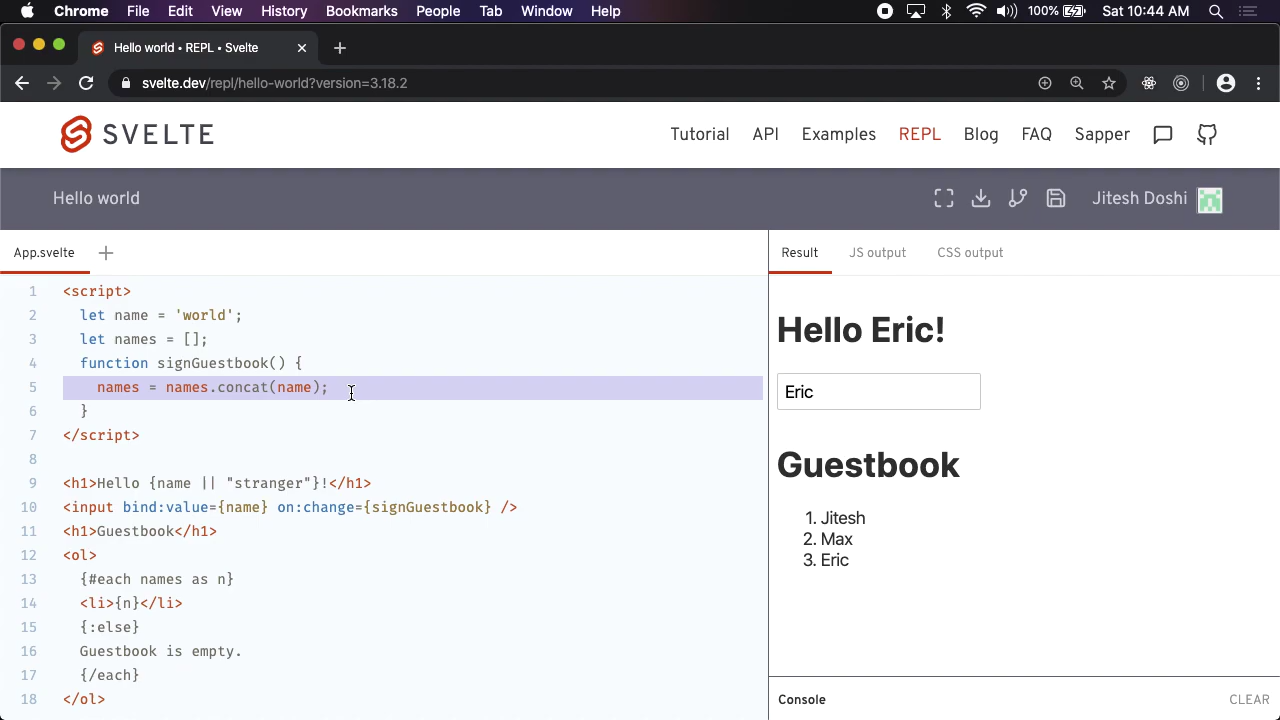 Chrome File Edit View History Bookmarks People Tab Window Help 100% Sat 10:44 AM
Hello world • REPL • Svelte
svelte.dev/repl/hello-world?version=3.18.2
SVELTE Tutorial API Examples REPL Blog FAQ Sapper
Hello world Jitesh Doshi
App.svelte
1 <script>
2 let name = 'world';
3 let names = [];
4 function signGuestbook() {
5 names = names.concat(name);
6 }
7 </script>
8
9 <h1>Hello {name || "stranger"}!</h1>
10 <input bind:value={name} on:change={signGuestbook} />
11 <h1>Guestbook</h1>
12 <ol>
13 {#each names as n}
14 <li>{n}</li>
15 {:else}
16 Guestbook is empty.
17 {/each}
18 </ol>
Result JS output CSS output
Hello Eric!
Eric
Guestbook
1. Jitesh
2. Max
3. Eric
Console CLEAR